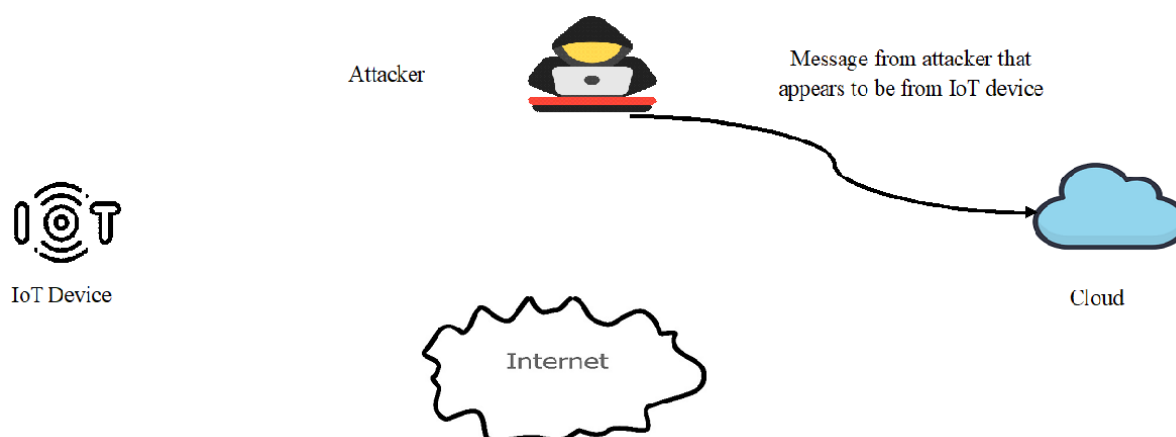 Attacker
Message from attacker that
appears to be from IoT device
IOT
IoT Device
Cloud
Internet